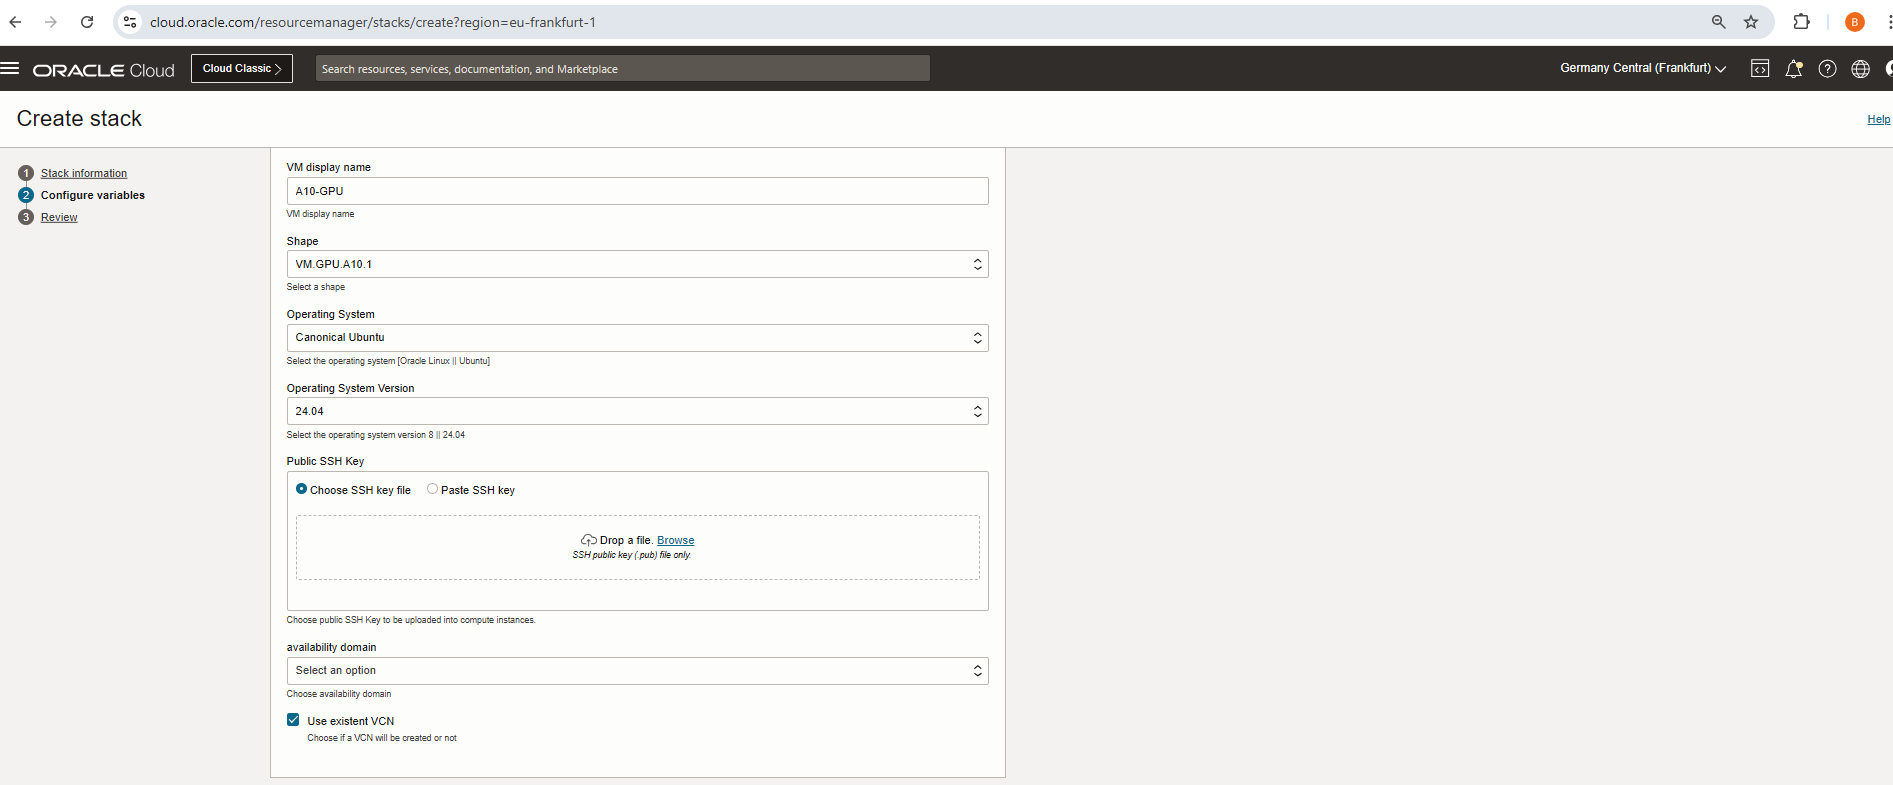 cloud.oracle.com/resourcemanager/stacks/create?region=eu-frankfurt-1
B
ORACLE Cloud
Cloud Classic
Search resources, services, documentation, and Marketplace
Germany Central (Frankfurt)
Create stack
Help
1 Stack information
2 Configure variables
3 Review
VM display name
A10-GPU
VM display name
Shape
VM.GPU.A10.1
Select a shape
Operating System
Canonical Ubuntu
Select the operating system [Oracle Linux || Ubuntu]
Operating System Version
24.04
Select the operating system version 8 || 24.04
Public SSH Key
Choose SSH key file Paste SSH key
Drop a file. Browse
SSH public key (.pub) file only.
Choose public SSH Key to be uploaded into compute instances.
availability domain
Select an option
Choose availability domain
Use existent VCN
Choose if a VCN will be created or not